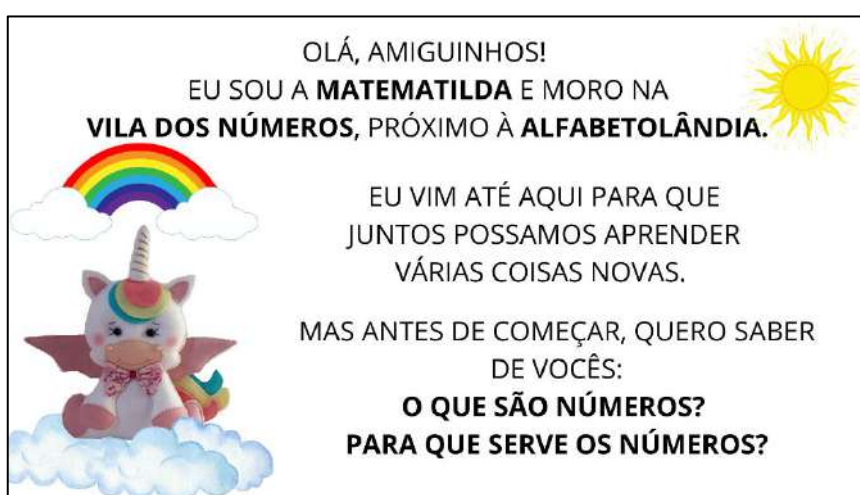 OLÁ, AMIGUINHOS!
EU SOU A MATEMATILDA E MORO NA
VILA DOS NÚMEROS, PRÓXIMO À ALFABETOLÂNDIA.
EU VIM ATÉ AQUI PARA QUE
JUNTOS POSSAMOS APRENDER
VÁRIAS COISAS NOVAS.
MAS ANTES DE COMEÇAR, QUERO SABER
DE VOCÊS:
O QUE SÃO NÚMEROS?
PARA QUE SERVE OS NÚMEROS?